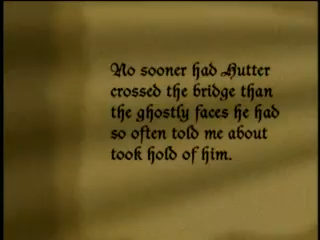 No sooner had Hutter
crossed the bridge than
the ghostly faces he had
so often told me about
took hold of him.